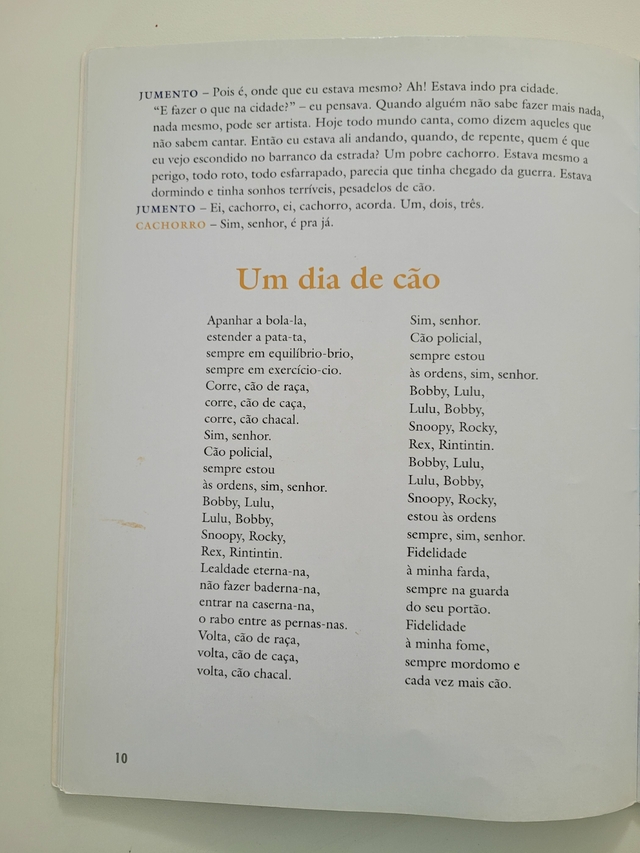 JUMENTO – Pois é, onde que eu estava mesmo? Ah! Estava indo pra cidade.
"E fazer o que na cidade?" – eu pensava. Quando alguém não sabe fazer mais nada,
nada mesmo, pode ser artista. Hoje todo mundo canta, como dizem aqueles que
não sabem cantar. Então eu estava ali andando, quando, de repente, quem é que
eu vejo escondido no barranco da estrada? Um pobre cachorro. Estava mesmo a
perigo, todo roto, todo esfarrapado, parecia que tinha chegado da guerra. Estava
dormindo e tinha sonhos terríveis, pesadelos de cão.
JUMENTO – Ei, cachorro, ei, cachorro, acorda. Um, dois, três.
CACHORRO – Sim, senhor, é pra já.
Um dia de cão
Apanhar a bola-la,
estender a pata-ta,
sempre em equilíbrio-brio,
sempre em exercício-cio.
Corre, cão de raça,
corre, cão de caça,
corre, cão chacal.
Sim, senhor.
Cão policial,
sempre estou
às ordens, sim, senhor.
Bobby, Lulu,
Lulu, Bobby,
Snoopy, Rocky,
Rex, Rintintin.
Lealdade eterna-na,
não fazer baderna-na,
entrar na caserna-na,
o rabo entre as pernas-nas.
Volta, cão de raça,
volta, cão de caça,
volta, cão chacal.
Sim, senhor.
Cão policial,
sempre estou
às ordens, sim, senhor.
Bobby, Lulu,
Lulu, Bobby,
Snoopy, Rocky,
Rex, Rintintin.
Bobby, Lulu,
Lulu, Bobby,
Snoopy, Rocky,
estou às ordens
sempre, sim, senhor.
Fidelidade
à minha farda,
sempre na guarda
do seu portão.
Fidelidade
à minha fome,
sempre mordomo e
cada vez mais cão.
10